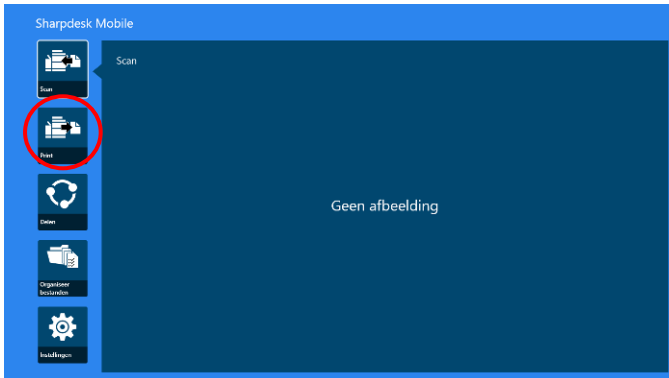 Sharpdesk Mobile
Scan
Scan
Print
Delen
Geen afbeelding
Organiseer
bestanden
Instellingen